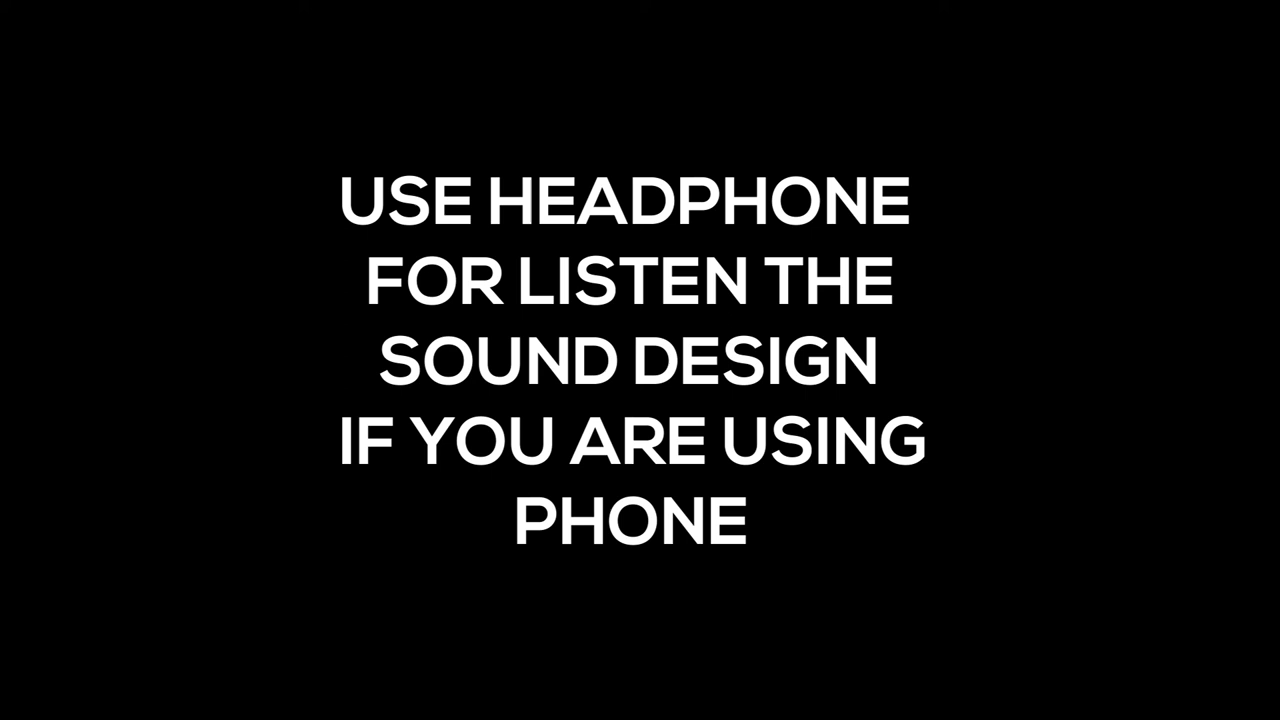 USE HEADPHONE
FOR LISTEN THE
SOUND DESIGN
IF YOU ARE USING
PHONE